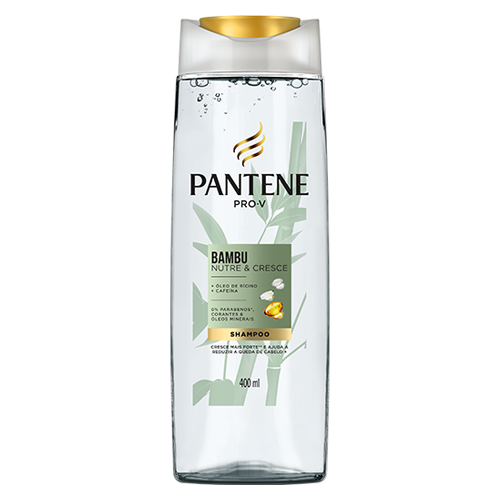 PANTENE
PRO-V
BAMBU
NUTRE & CRESCE
+ ÓLEO DE RÍCINO
+ CAFEÍNA
0% PARABENOS*,
CORANTES &
ÓLEOS MINERAIS
SHAMPOO
CRESCE MAIS FORTE** E AJUDA A
REDUZIR A QUEDA DE CABELO +
400 ml